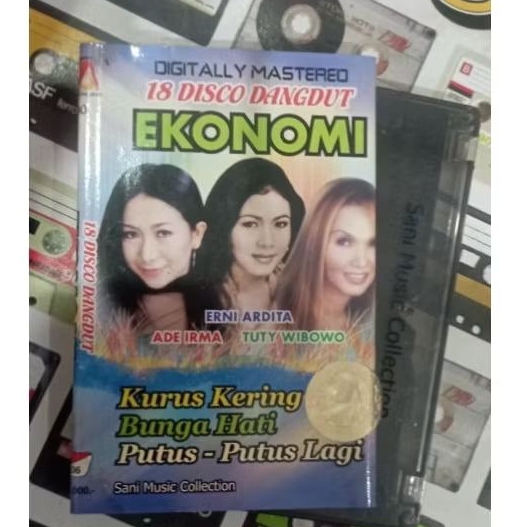 DIGITALLY MASTERED
18 DISCO DANGDUT
EKONOMI
ERNI ARDITA
ADE IRMA TUTY WIBOWO
Kurus Kering
Bunga Hati
Putus - Putus Lagi
Sani Music Collection
18 DISCO DANGDUT
Sani Music Collection